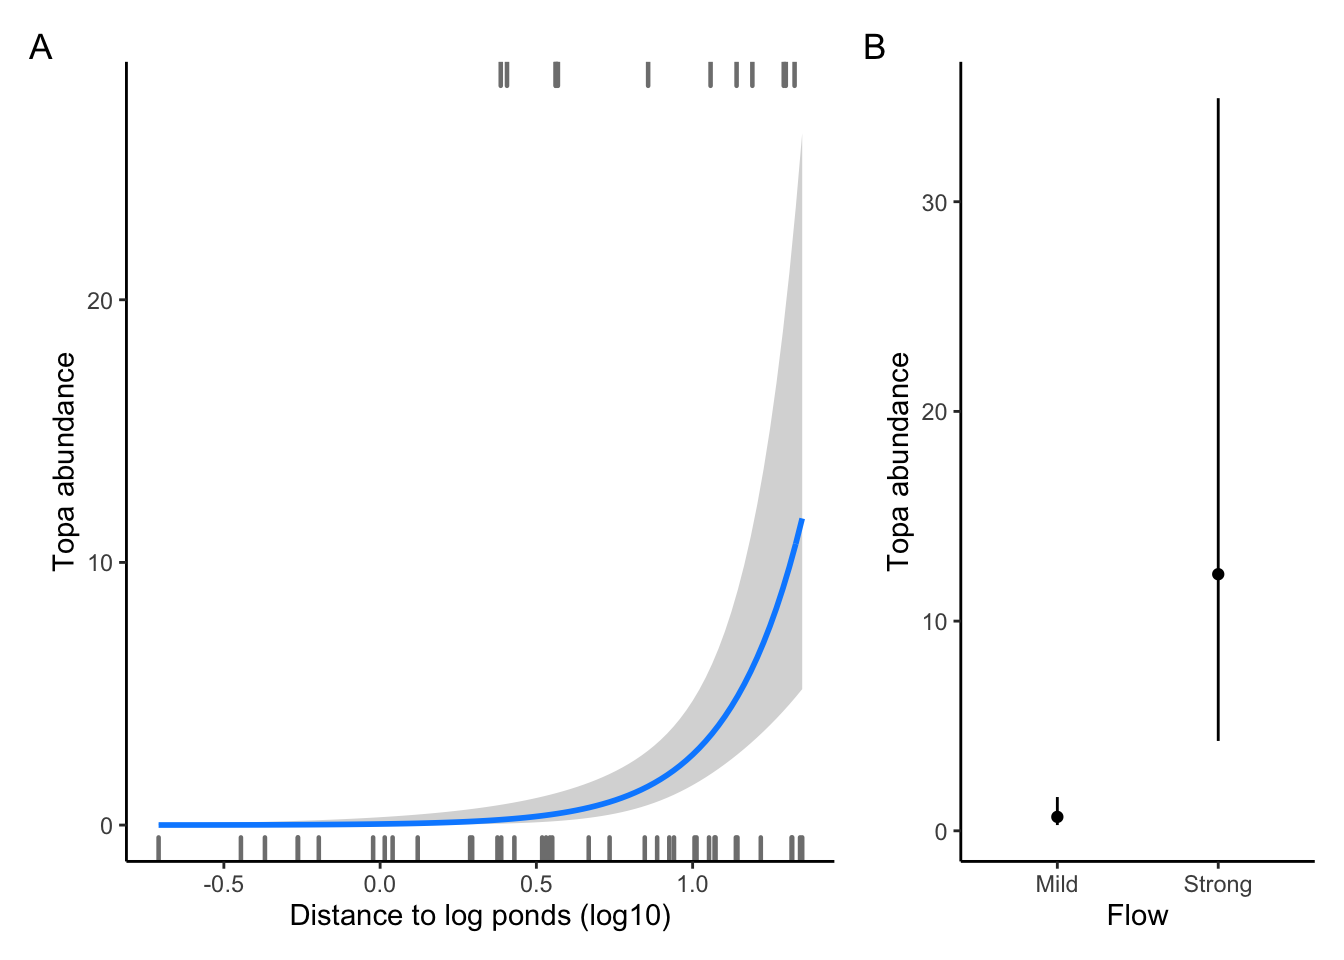 A
Topa abundance
20
10
0
-0.5 0.0 0.5 1.0
Distance to log ponds (log10)
B
Topa abundance
30
20
10
0
Mild Strong
Flow